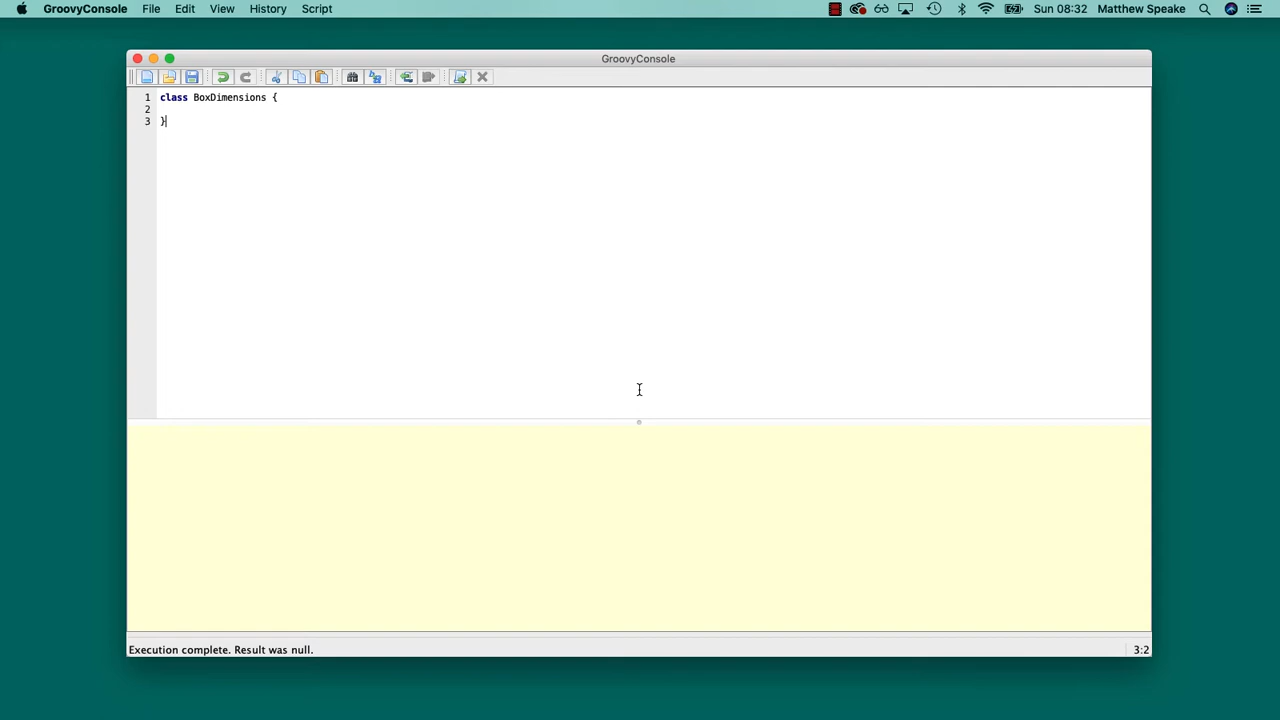 GroovyConsole File Edit View History Script Sun 08:32 Matthew Speake
GroovyConsole
1 class BoxDimensions {
2
3 }
Execution complete. Result was null. 3:2